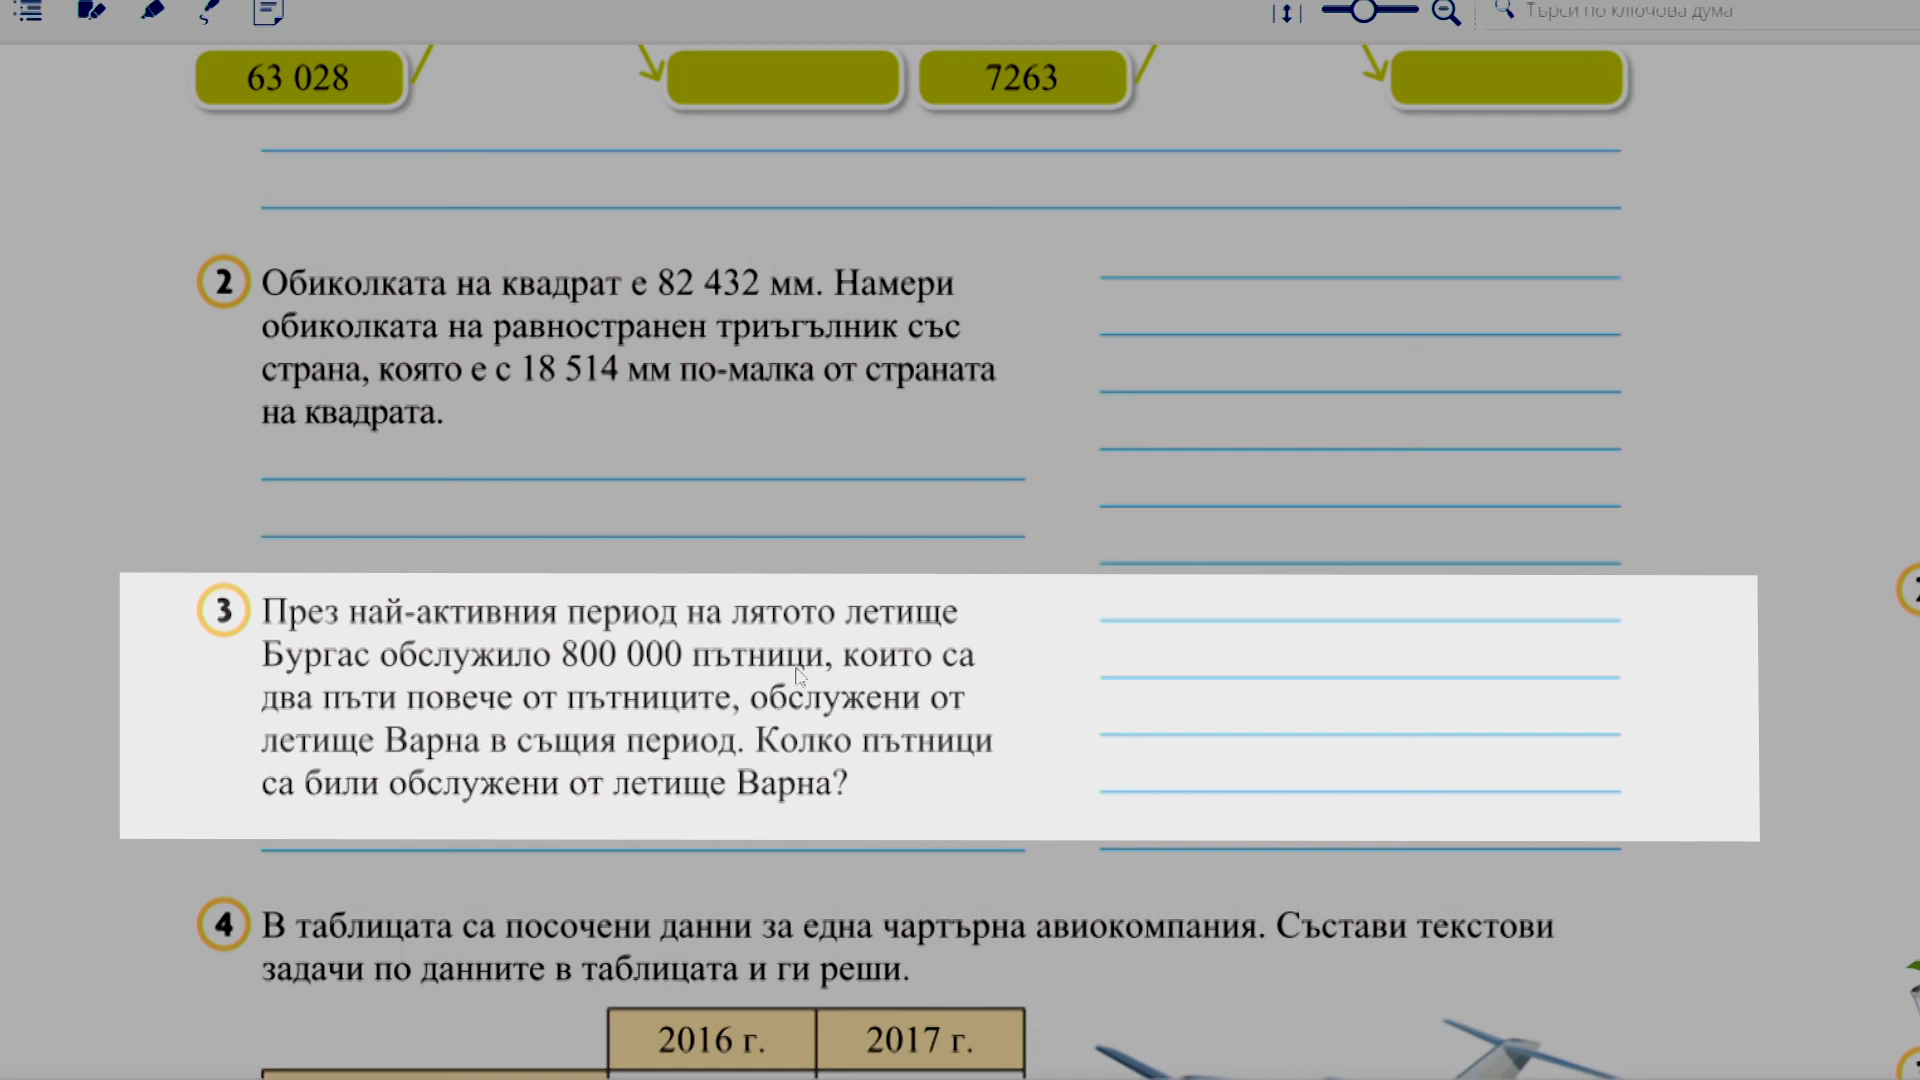 Търси по ключова дума
63 028
7263
2 Обиколката на квадрат е 82 432 мм. Намери
обиколката на равностранен триъгълник със
страна, която е с 18 514 мм по-малка от страната
на квадрата.
3 През най-активния период на лятото летище
Бургас обслужило 800 000 пътници, които са
два пъти повече от пътниците, обслужени от
летище Варна в същия период. Колко пътници
са били обслужени от летище Варна?
4 В таблицата са посочени данни за една чартърна авиокомпания. Състави текстови
задачи по данните в таблицата и ги реши.
2016 г. 2017 г.